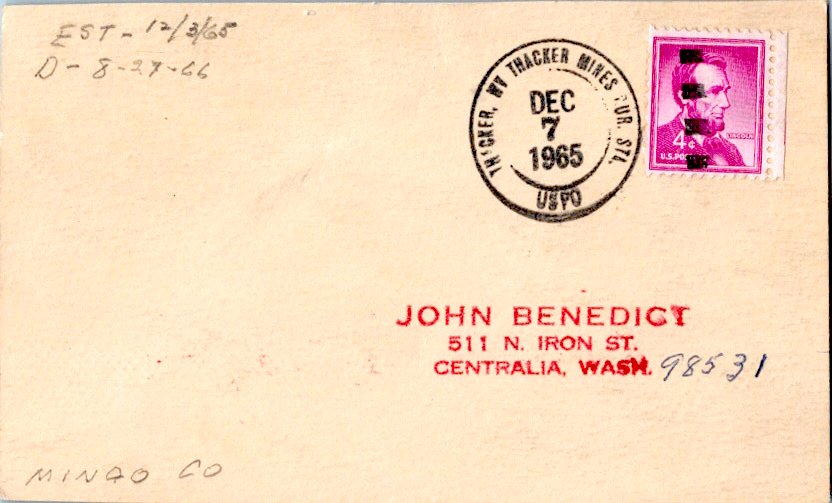 EST - 12/3/65
D - 8-27-66
THACKER, WV THACKER MINES RUR. STA.
DEC
7
1965
USPO
4¢
LINCOLN
U.S. POSTAGE
JOHN BENEDICT
511 N. IRON ST.
CENTRALIA, WASH. 98531
MINGO CO